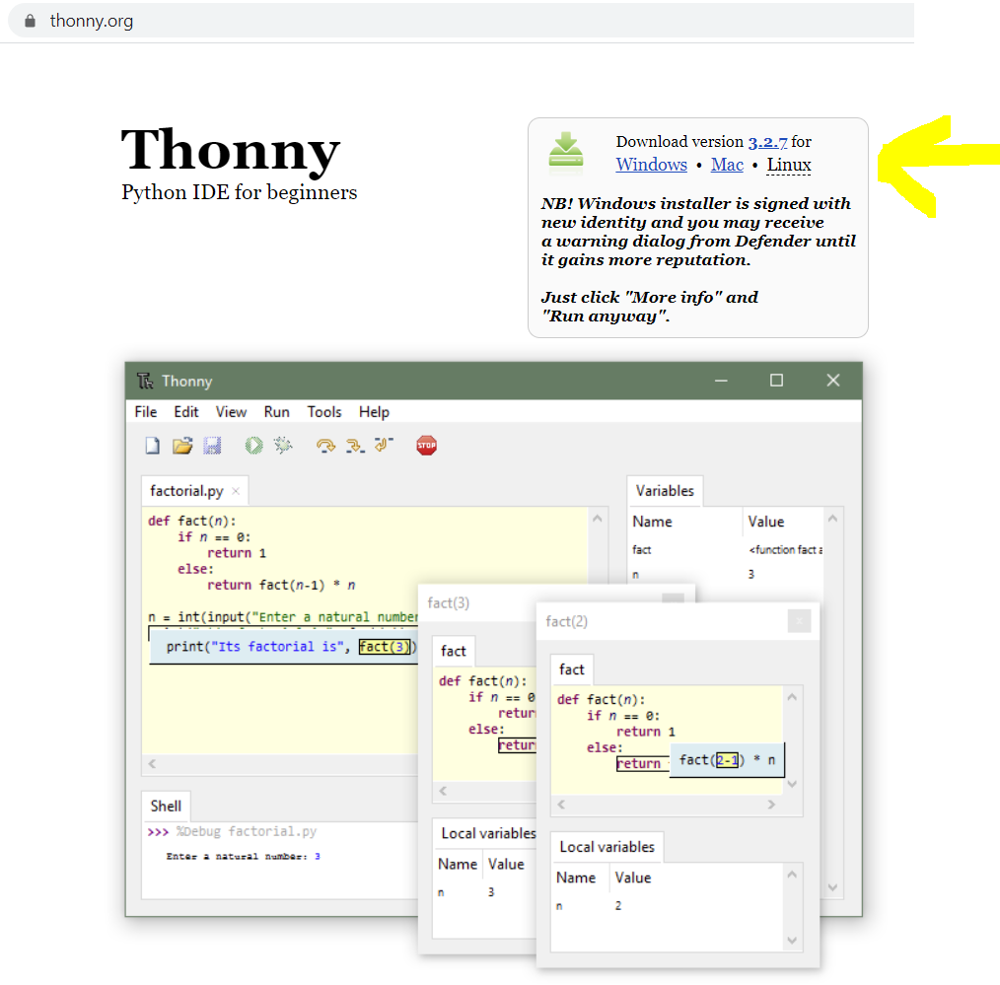 thonny.org
Thonny
Python IDE for beginners
Download version 3.2.7 for
Windows • Mac • Linux
NB! Windows installer is signed with
new identity and you may receive
a warning dialog from Defender until
it gains more reputation.
Just click "More info" and
"Run anyway".
Thonny
File Edit View Run Tools Help
STOP
factorial.py
def fact(n):
    if n == 0:
        return 1
    else:
        return fact(n-1) * n
n = int(input("Enter a natural number
print("Its factorial is", fact(3))
Variables
Name Value
fact <function fact a
n 3
Shell
>>> %Debug factorial.py
Enter a natural number: 3
fact(3)
fact
def fact(n):
    if n == 0
        return
    else:
        return
Local variables
Name Value
n 3
fact(2)
fact
def fact(n):
    if n == 0:
        return 1
    else:
        return fact(2-1) * n
Local variables
Name Value
n 2